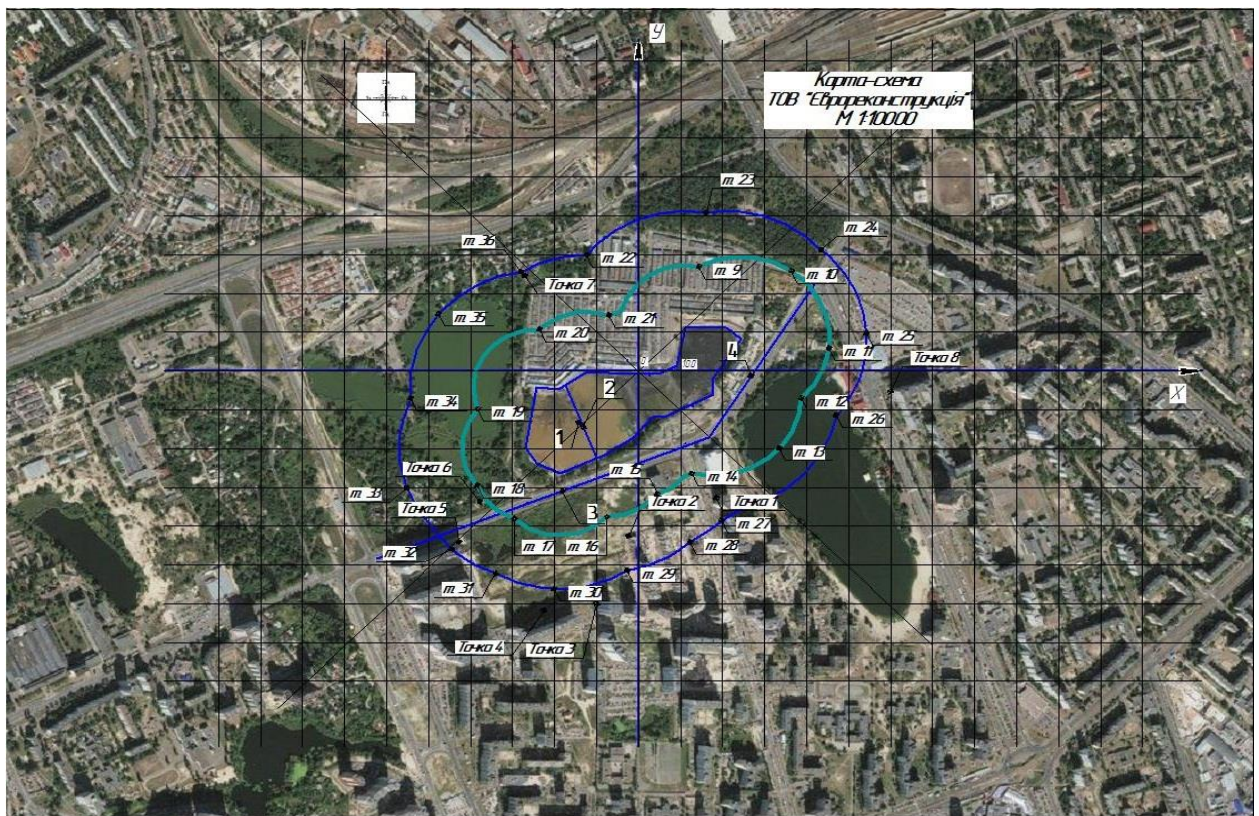 У
Карта-схема
ТОВ "Єврореконструкція"
М 1:10000
т. 23
т. 24
т. 36
т. 22
т. 9
т. 10
Точка 7
т. 35
т. 21
т. 20
т. 25
4
0
100
т. 11
Точка 8
2
Х
т. 34
т. 12
т. 19
т. 26
1
т. 13
Точка 6
т. 15
т. 14
т. 33
т. 18
Точка 2
Точка 1
Точка 5
3
т. 27
т. 32
т. 17
т. 16
т. 28
т. 29
т. 31
т. 30
Точка 4
Точка 3